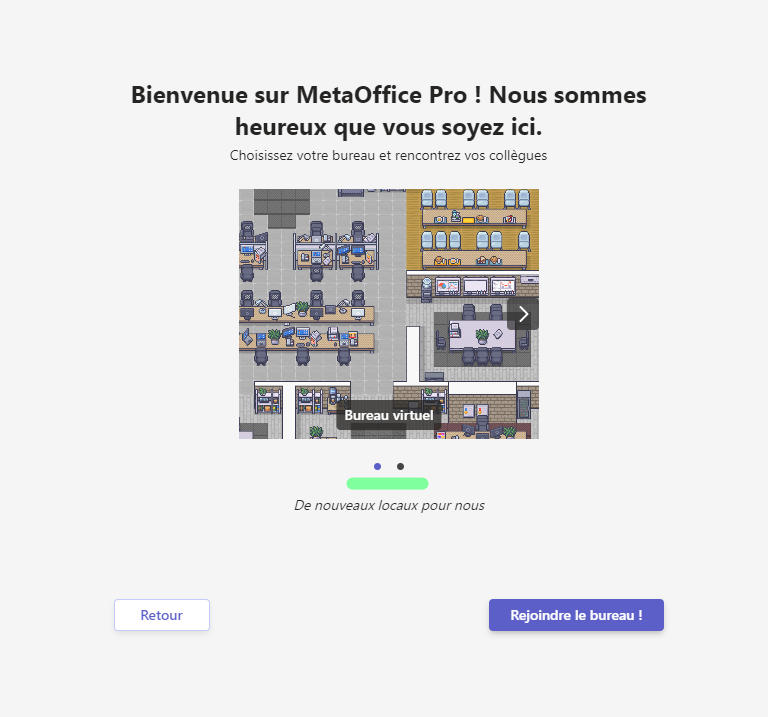 Bienvenue sur MetaOffice Pro ! Nous sommes
heureux que vous soyez ici.
Choisissez votre bureau et rencontrez vos collègues
Bureau virtuel
De nouveaux locaux pour nous
Retour
Rejoindre le bureau !